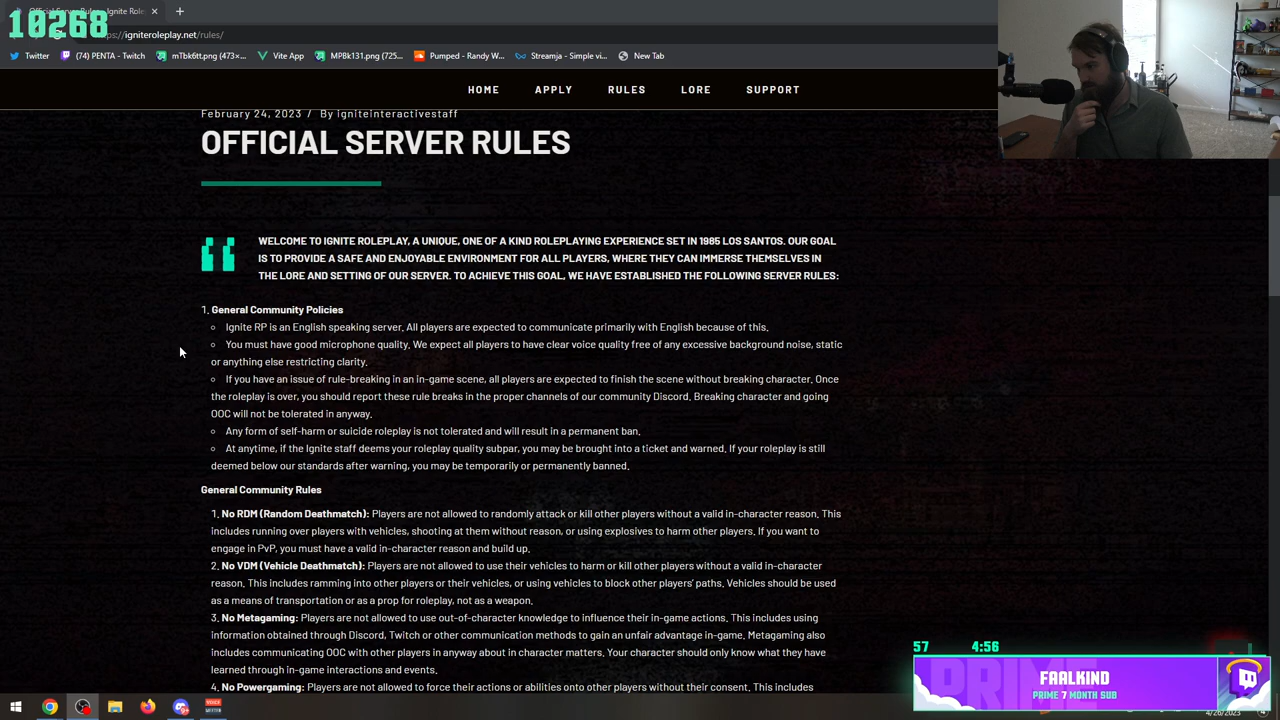 10268
Official Server Rules - Ignite Role
https://igniteroleplay.net/rules/
Twitter
(74) PENTA - Twitch
mTbk6tt.png (473×...
Vite App
MPBk131.png (725...
Pumped - Randy W...
Streamja - Simple vi...
New Tab
HOME APPLY RULES LORE SUPPORT
February 24, 2023 / By igniteinteractivestaff
OFFICIAL SERVER RULES
WELCOME TO IGNITE ROLEPLAY, A UNIQUE, ONE OF A KIND ROLEPLAYING EXPERIENCE SET IN 1985 LOS SANTOS. OUR GOAL
IS TO PROVIDE A SAFE AND ENJOYABLE ENVIRONMENT FOR ALL PLAYERS, WHERE THEY CAN IMMERSE THEMSELVES IN
THE LORE AND SETTING OF OUR SERVER. TO ACHIEVE THIS GOAL, WE HAVE ESTABLISHED THE FOLLOWING SERVER RULES:
1. General Community Policies
Ignite RP is an English speaking server. All players are expected to communicate primarily with English because of this.
You must have good microphone quality. We expect all players to have clear voice quality free of any excessive background noise, static
or anything else restricting clarity.
If you have an issue of rule-breaking in an in-game scene, all players are expected to finish the scene without breaking character. Once
the roleplay is over, you should report these rule breaks in the proper channels of our community Discord. Breaking character and going
OOC will not be tolerated in anyway.
Any form of self-harm or suicide roleplay is not tolerated and will result in a permanent ban.
At anytime, if the Ignite staff deems your roleplay quality subpar, you may be brought into a ticket and warned. If your roleplay is still
deemed below our standards after warning, you may be temporarily or permanently banned.
General Community Rules
1. No RDM (Random Deathmatch): Players are not allowed to randomly attack or kill other players without a valid in-character reason. This
includes running over players with vehicles, shooting at them without reason, or using explosives to harm other players. If you want to
engage in PvP, you must have a valid in-character reason and build up.
2. No VDM (Vehicle Deathmatch): Players are not allowed to use their vehicles to harm or kill other players without a valid in-character
reason. This includes ramming into other players or their vehicles, or using vehicles to block other players' paths. Vehicles should be used
as a means of transportation or as a prop for roleplay, not as a weapon.
3. No Metagaming: Players are not allowed to use out-of-character knowledge to influence their in-game actions. This includes using
information obtained through Discord, Twitch or other communication methods to gain an unfair advantage in-game. Metagaming also
includes communicating OOC with other players in anyway about in character matters. Your character should only know what they have
learned through in-game interactions and events.
4. No Powergaming: Players are not allowed to force their actions or abilities onto other players without their consent. This includes
57 4:56
PRIME
FAALKIND
PRIME 7 MONTH SUB
4/26/2023